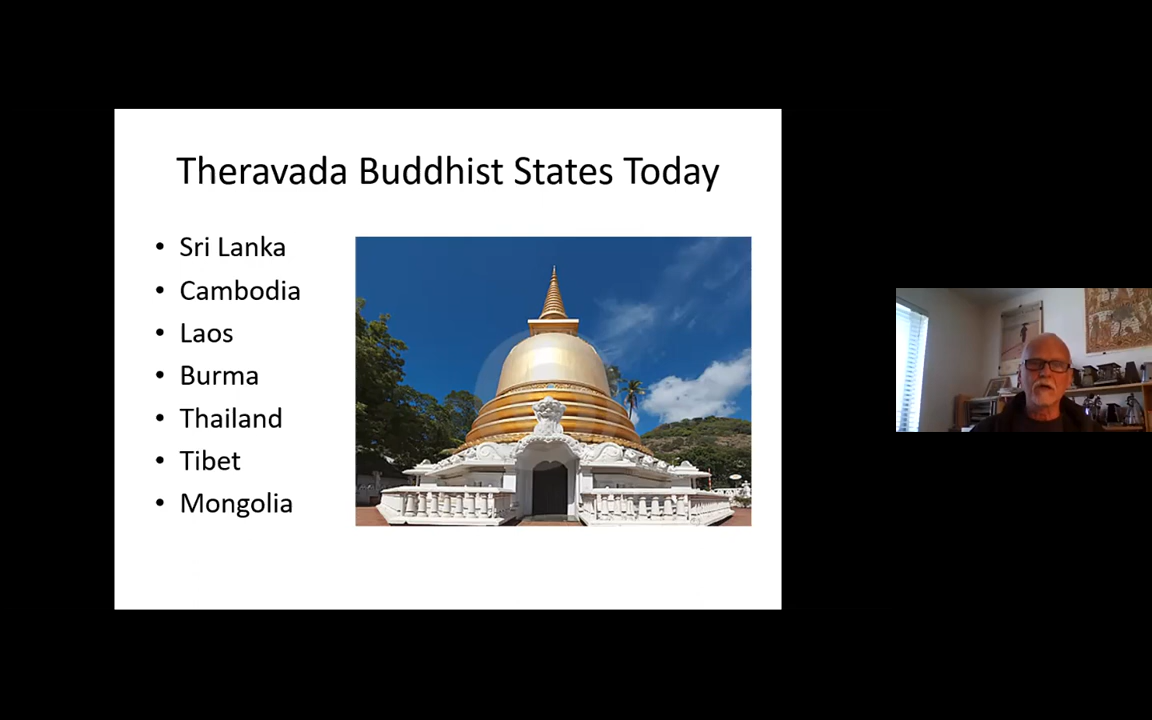 Theravada Buddhist States Today
• Sri Lanka
• Cambodia
• Laos
• Burma
• Thailand
• Tibet
• Mongolia